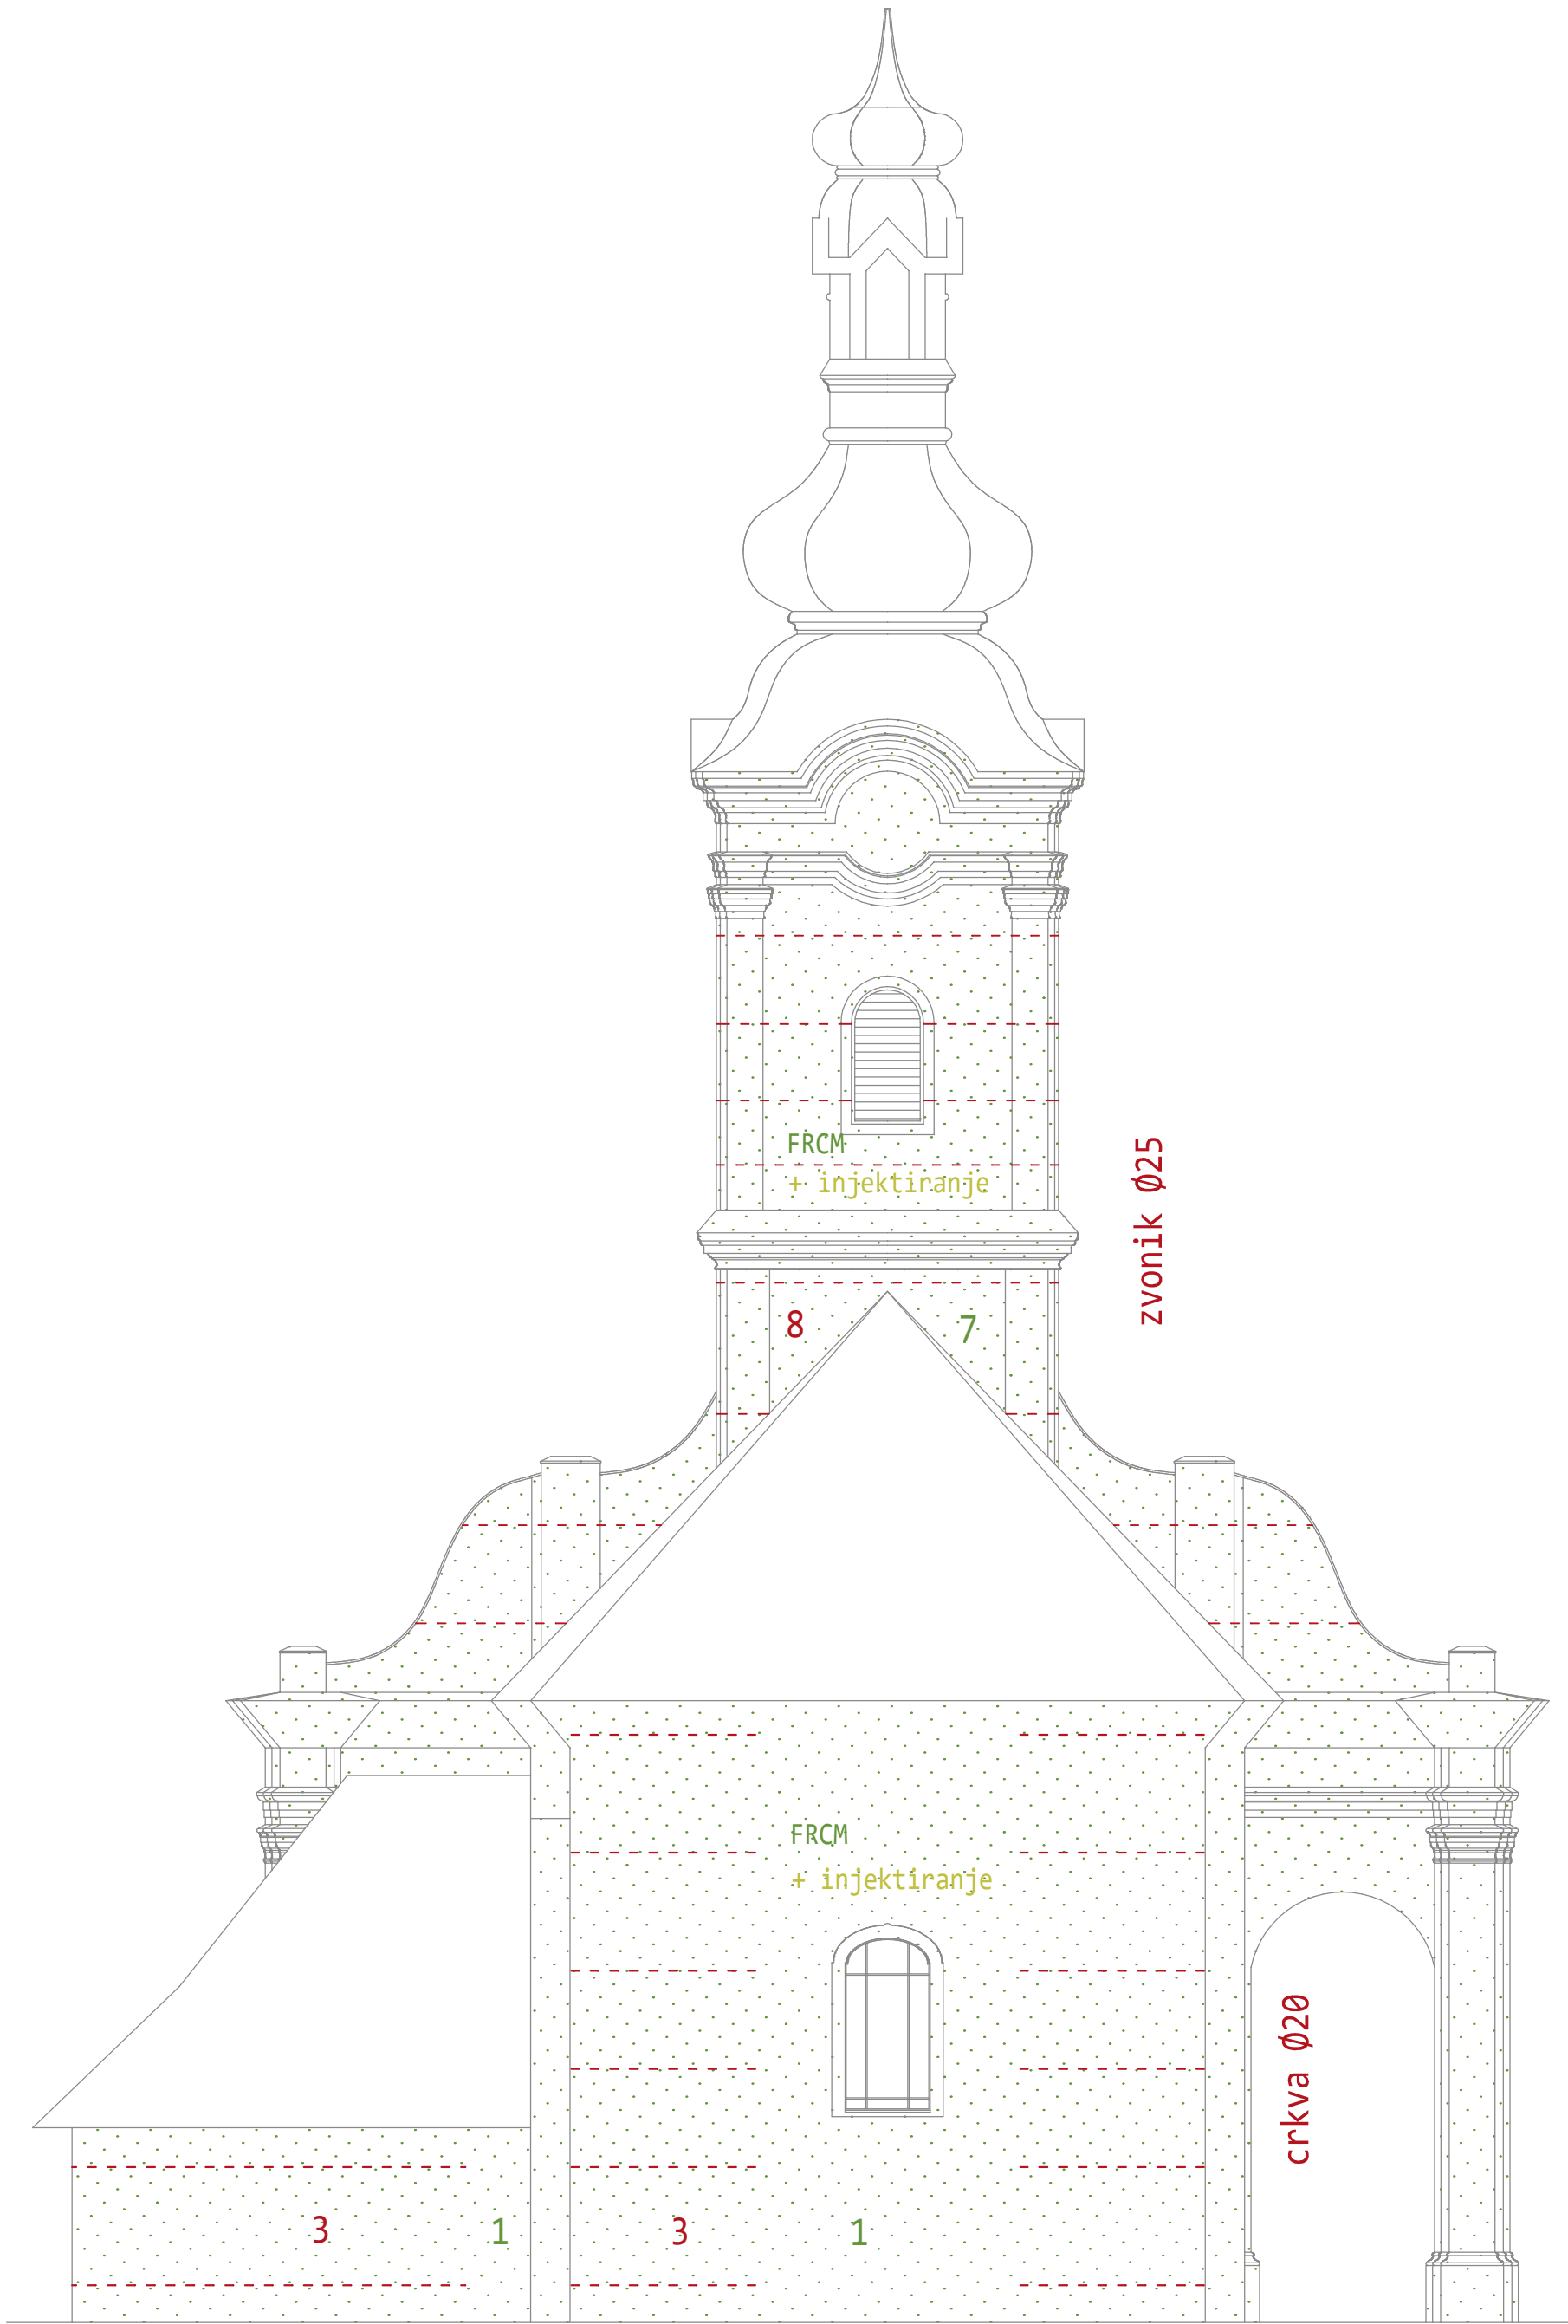 FRCM
+ injektiranje
zvonik Ø25
8
7
FRCM
+ injektiranje
crkva Ø20
3
1
3
1